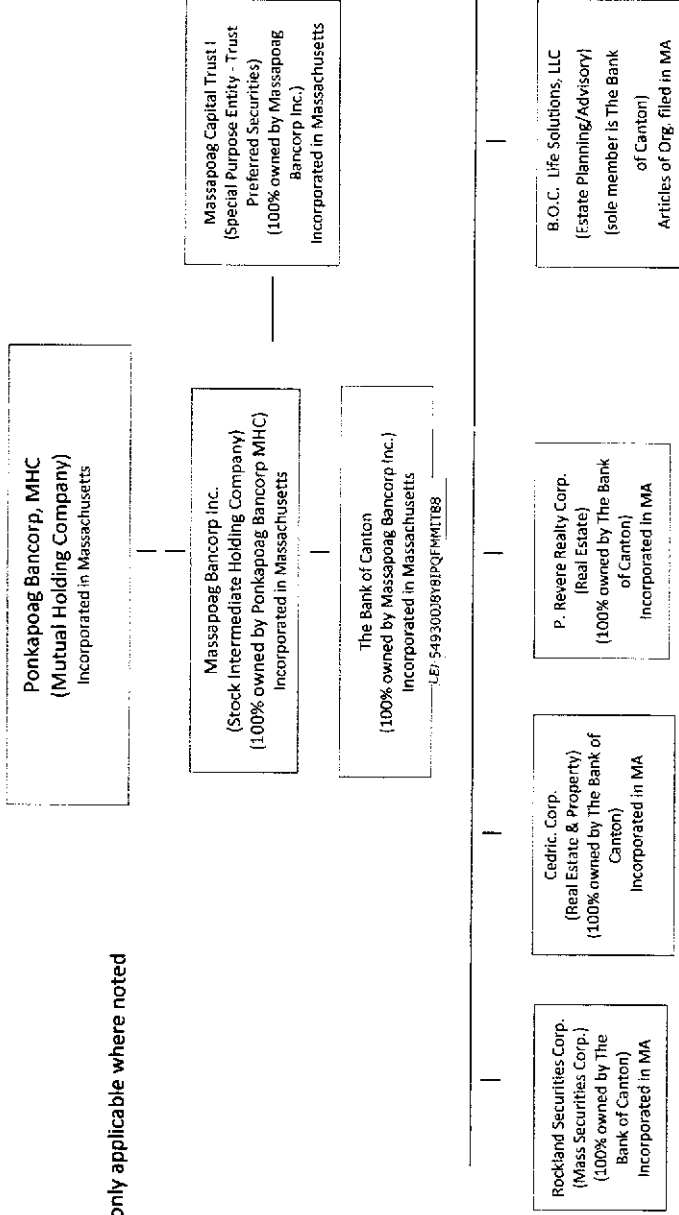 Ponkapoag Bancorp, MHC
(Mutual Holding Company)
Incorporated in Massachusetts
only applicable where noted
Massapoag Bancorp Inc.
(Stock Intermediate Holding Company)
(100% owned by Ponkapoag Bancorp MHC)
Incorporated in Massachusetts
Massapoag Capital Trust I
(Special Purpose Entity - Trust
Preferred Securities)
(100% owned by Massapoag
Bancorp Inc.)
Incorporated in Massachusetts
The Bank of Canton
(100% owned by Massapoag Bancorp Inc.)
Incorporated in Massachusetts
LEI
Rockland Securities Corp.
(Mass Securities Corp.)
(100% owned by The
Bank of Canton)
Incorporated in MA
Cedric. Corp.
(Real Estate & Property)
(100% owned by The Bank of
Canton)
Incorporated in MA
P. Revere Realty Corp.
(Real Estate)
(100% owned by The Bank
of Canton)
Incorporated in MA
B.O.C. Life Solutions, LLC
(Estate Planning/Advisory)
(sole member is The Bank
of Canton)
Articles of Org. filed in MA